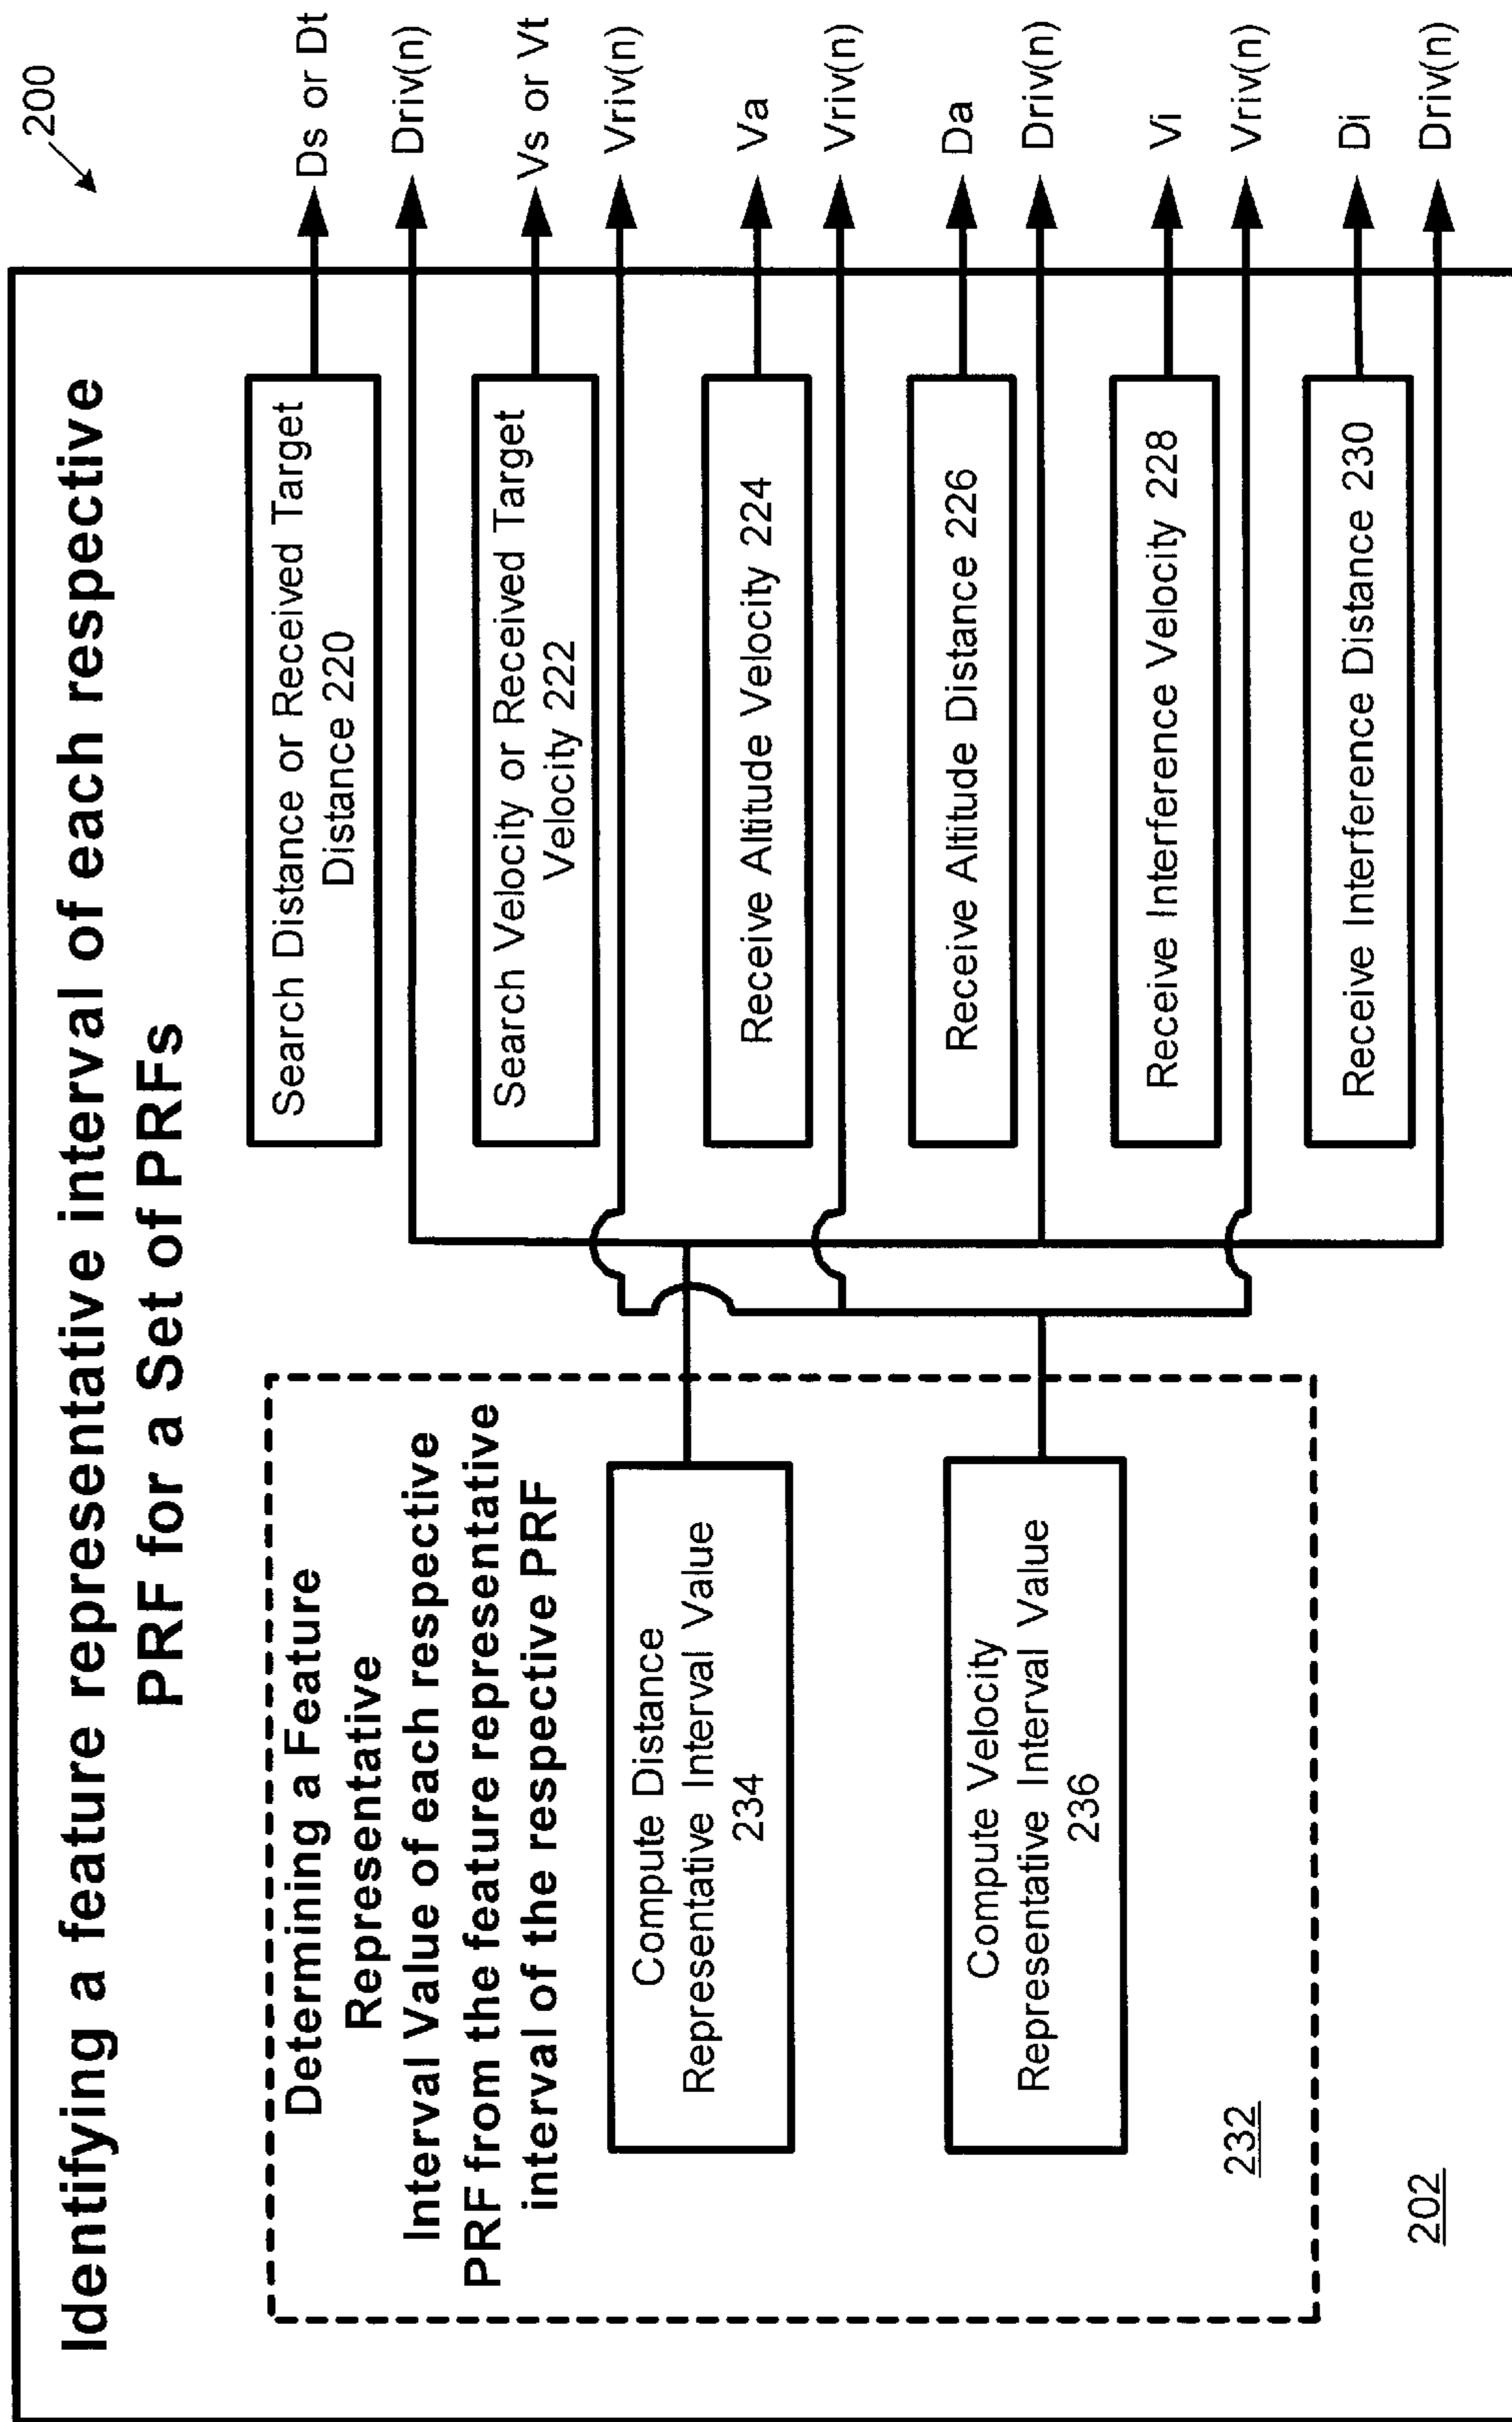 200
Identifying a feature representative interval of each respective
PRF for a Set of PRFs
Determining a Feature
Representative
Interval Value of each respective
PRF from the feature representative
interval of the respective PRF
Compute Distance
Representative Interval Value
234
Compute Velocity
Representative Interval Value
236
232
202
Search Distance or Received Target
Distance 220
Search Velocity or Received Target
Velocity 222
Receive Altitude Velocity 224
Receive Altitude Distance 226
Receive Interference Velocity 228
Receive Interference Distance 230
Ds or Dt
Driv(n)
Vs or Vt
Vriv(n)
Va
Vriv(n)
Da
Driv(n)
Vi
Vriv(n)
Di
Driv(n)